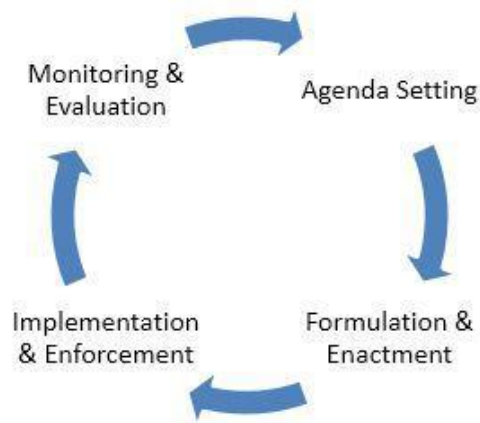 Monitoring &
Evaluation
Agenda Setting
Implementation
& Enforcement
Formulation &
Enactment